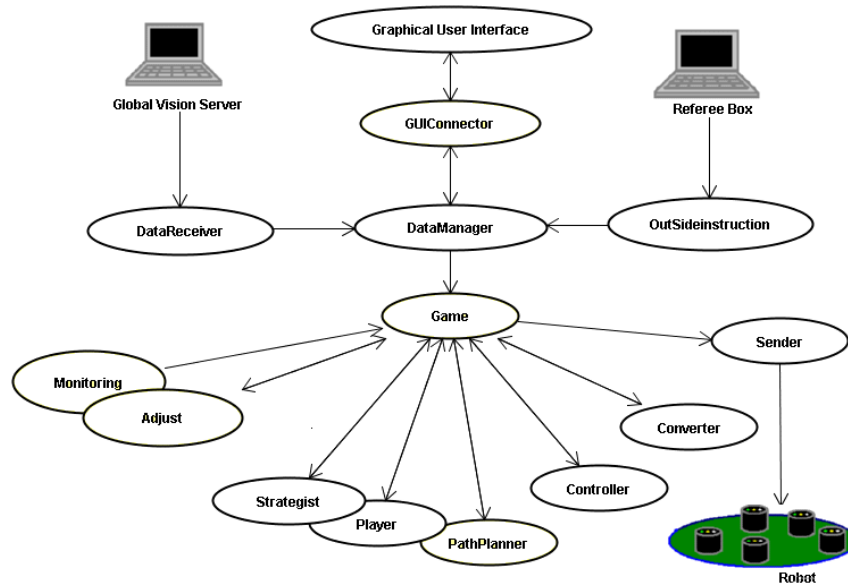 Graphical User Interface
Global Vision Server
Referee Box
GUIConnector
DataReceiver
DataManager
OutSideinstruction
Game
Sender
Monitoring
Adjust
Converter
Strategist
Controller
Player
PathPlanner
Robot